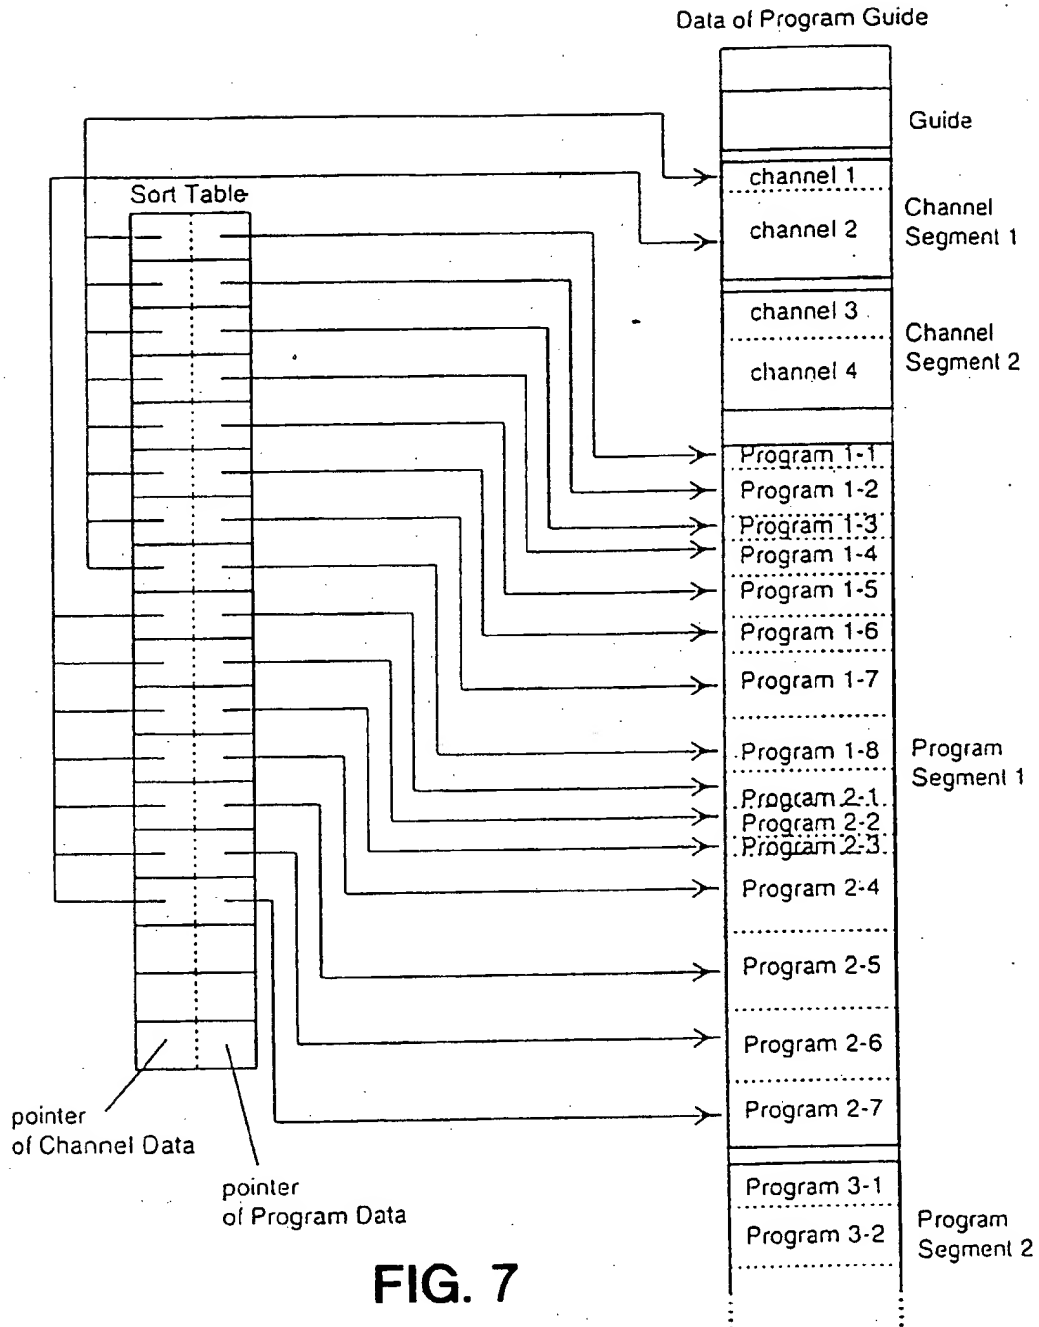 Data of Program Guide
Guide
Sort Table
channel 1
channel 2
Channel
Segment 1
channel 3
channel 4
Channel
Segment 2
Program 1-1
Program 1-2
Program 1-3
Program 1-4
Program 1-5
Program 1-6
Program 1-7
Program 1-8
Program 2-1
Program 2-2
Program 2-3
Program 2-4
Program 2-5
Program 2-6
Program 2-7
Program
Segment 1
Program 3-1
Program 3-2
Program
Segment 2
pointer
of Channel Data
pointer
of Program Data
FIG. 7